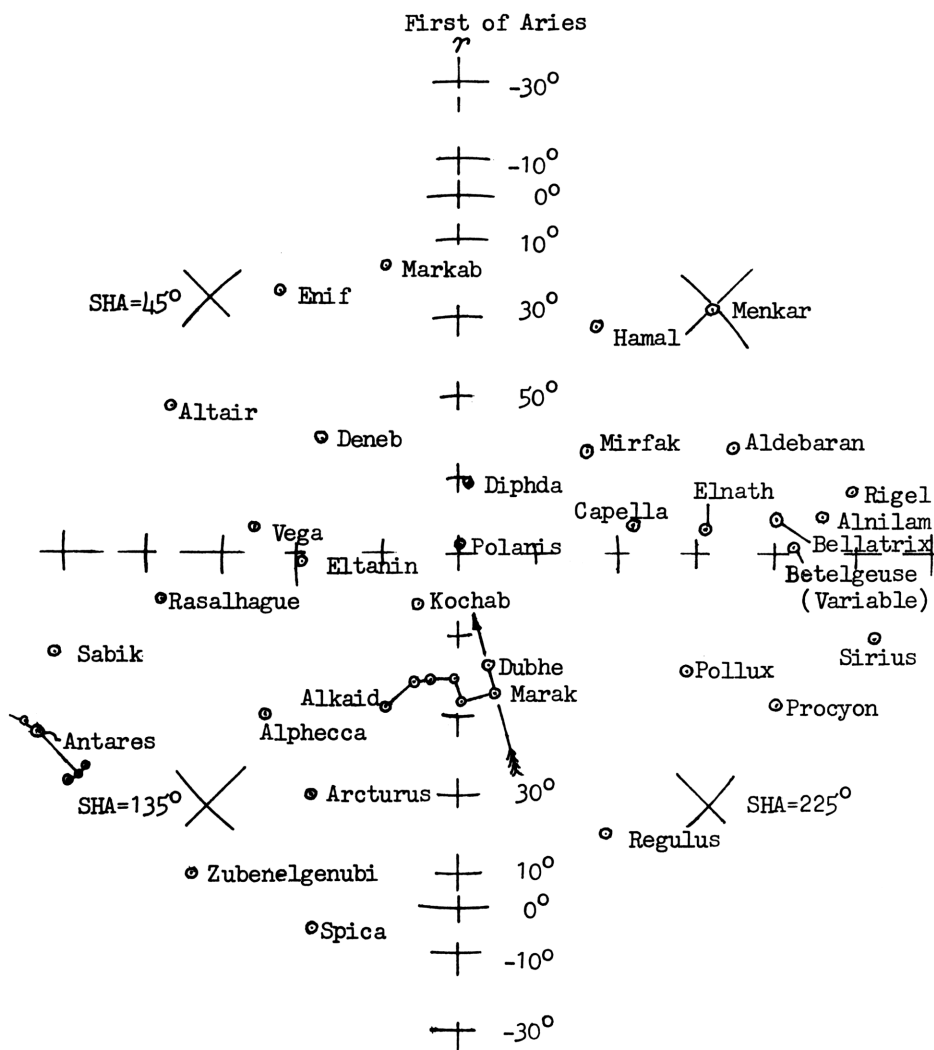 First of Aries
♈
-30°
-10°
0°
10°
Markab
Enif
SHA=45°
30°
Menkar
Hamal
50°
Altair
Deneb
Mirfak
Aldebaran
Diphda
Elnath
Rigel
Capella
Alnilam
Vega
Bellatrix
Polaris
Eltanin
Betelgeuse
(Variable)
Rasalhague
Kochab
Sabik
Sirius
Dubhe
Pollux
Alkaid
Marak
Procyon
Alphecca
Antares
SHA=135°
Arcturus
30°
SHA=225°
Regulus
Zubenelgenubi
10°
0°
Spica
-10°
-30°